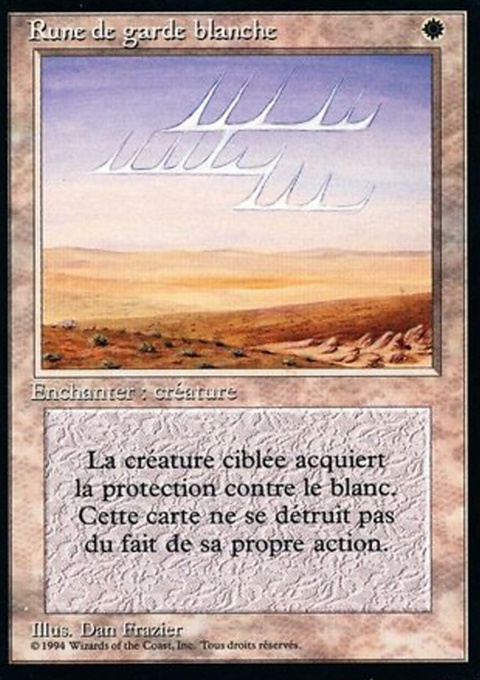 Rune de garde blanche
Enchanter : créature
La créature ciblée acquiert
la protection contre le blanc.
Cette carte ne se détruit pas
du fait de sa propre action.
Illus. Dan Frazier
© 1994 Wizards of the Coast, Inc. Tous droits réservés.